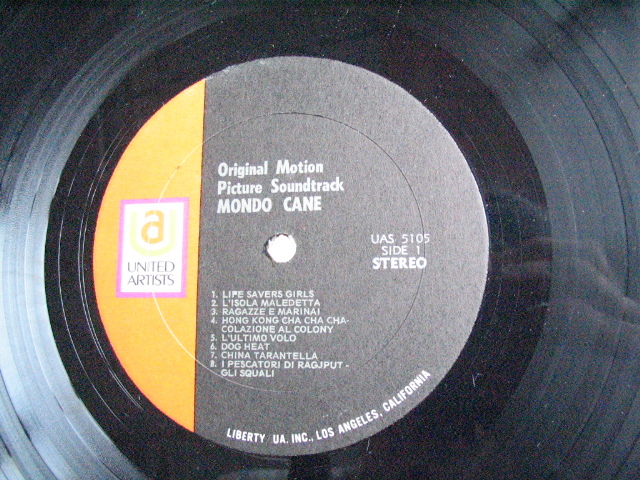 Original Motion
Picture Soundtrack
MONDO CANE
UAS 5105
SIDE 1
STEREO
a
UNITED
ARTISTS
1. LIFE SAVERS GIRLS
2. L'ISOLA MALEDETTA
3. RAGAZZE E MARINAI
4. HONG KONG CHA CHA CHA-
COLAZIONE AL COLONY
5. L'ULTIMO VOLO
6. DOG HEAT
7. CHINA TARANTELLA
8. I PESCATORI DI RAGJPUT -
GLI SQUALI
LIBERTY UA, INC., LOS ANGELES, CALIFORNIA